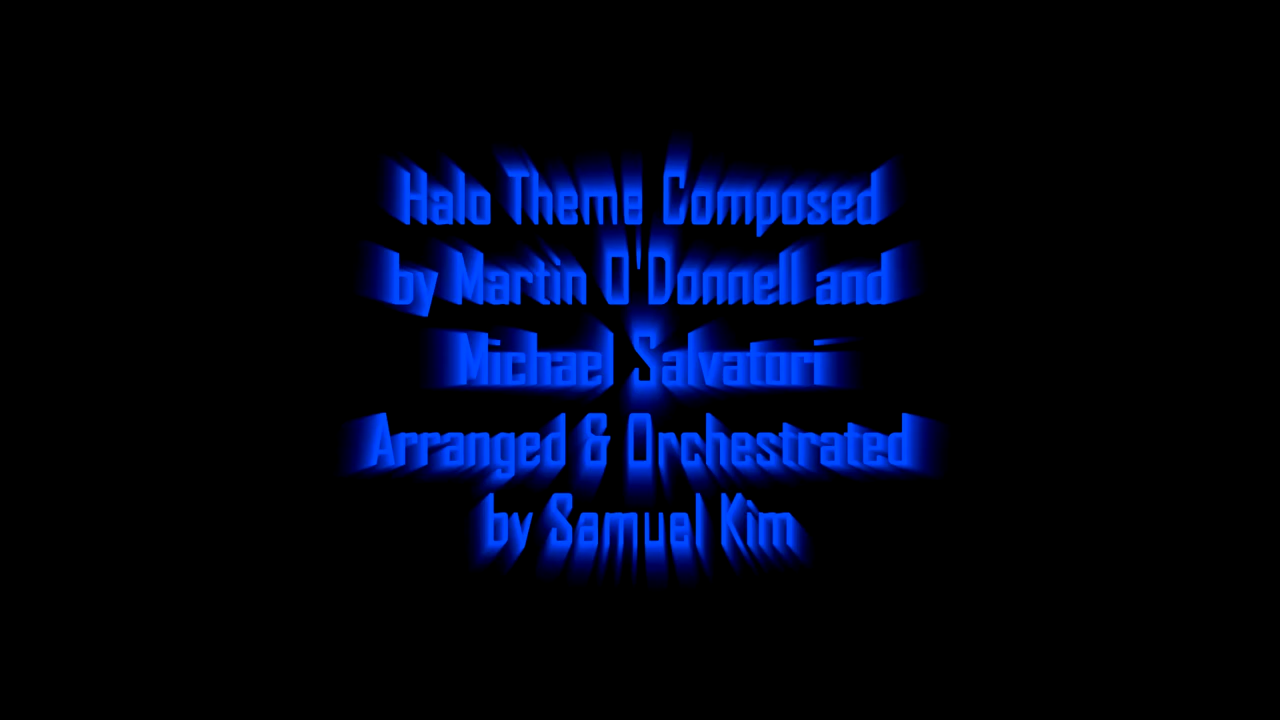 Halo Theme Composed
by Martin O'Donnell and
Michael Salvatori
Arranged & Orchestrated
by Samuel Kim